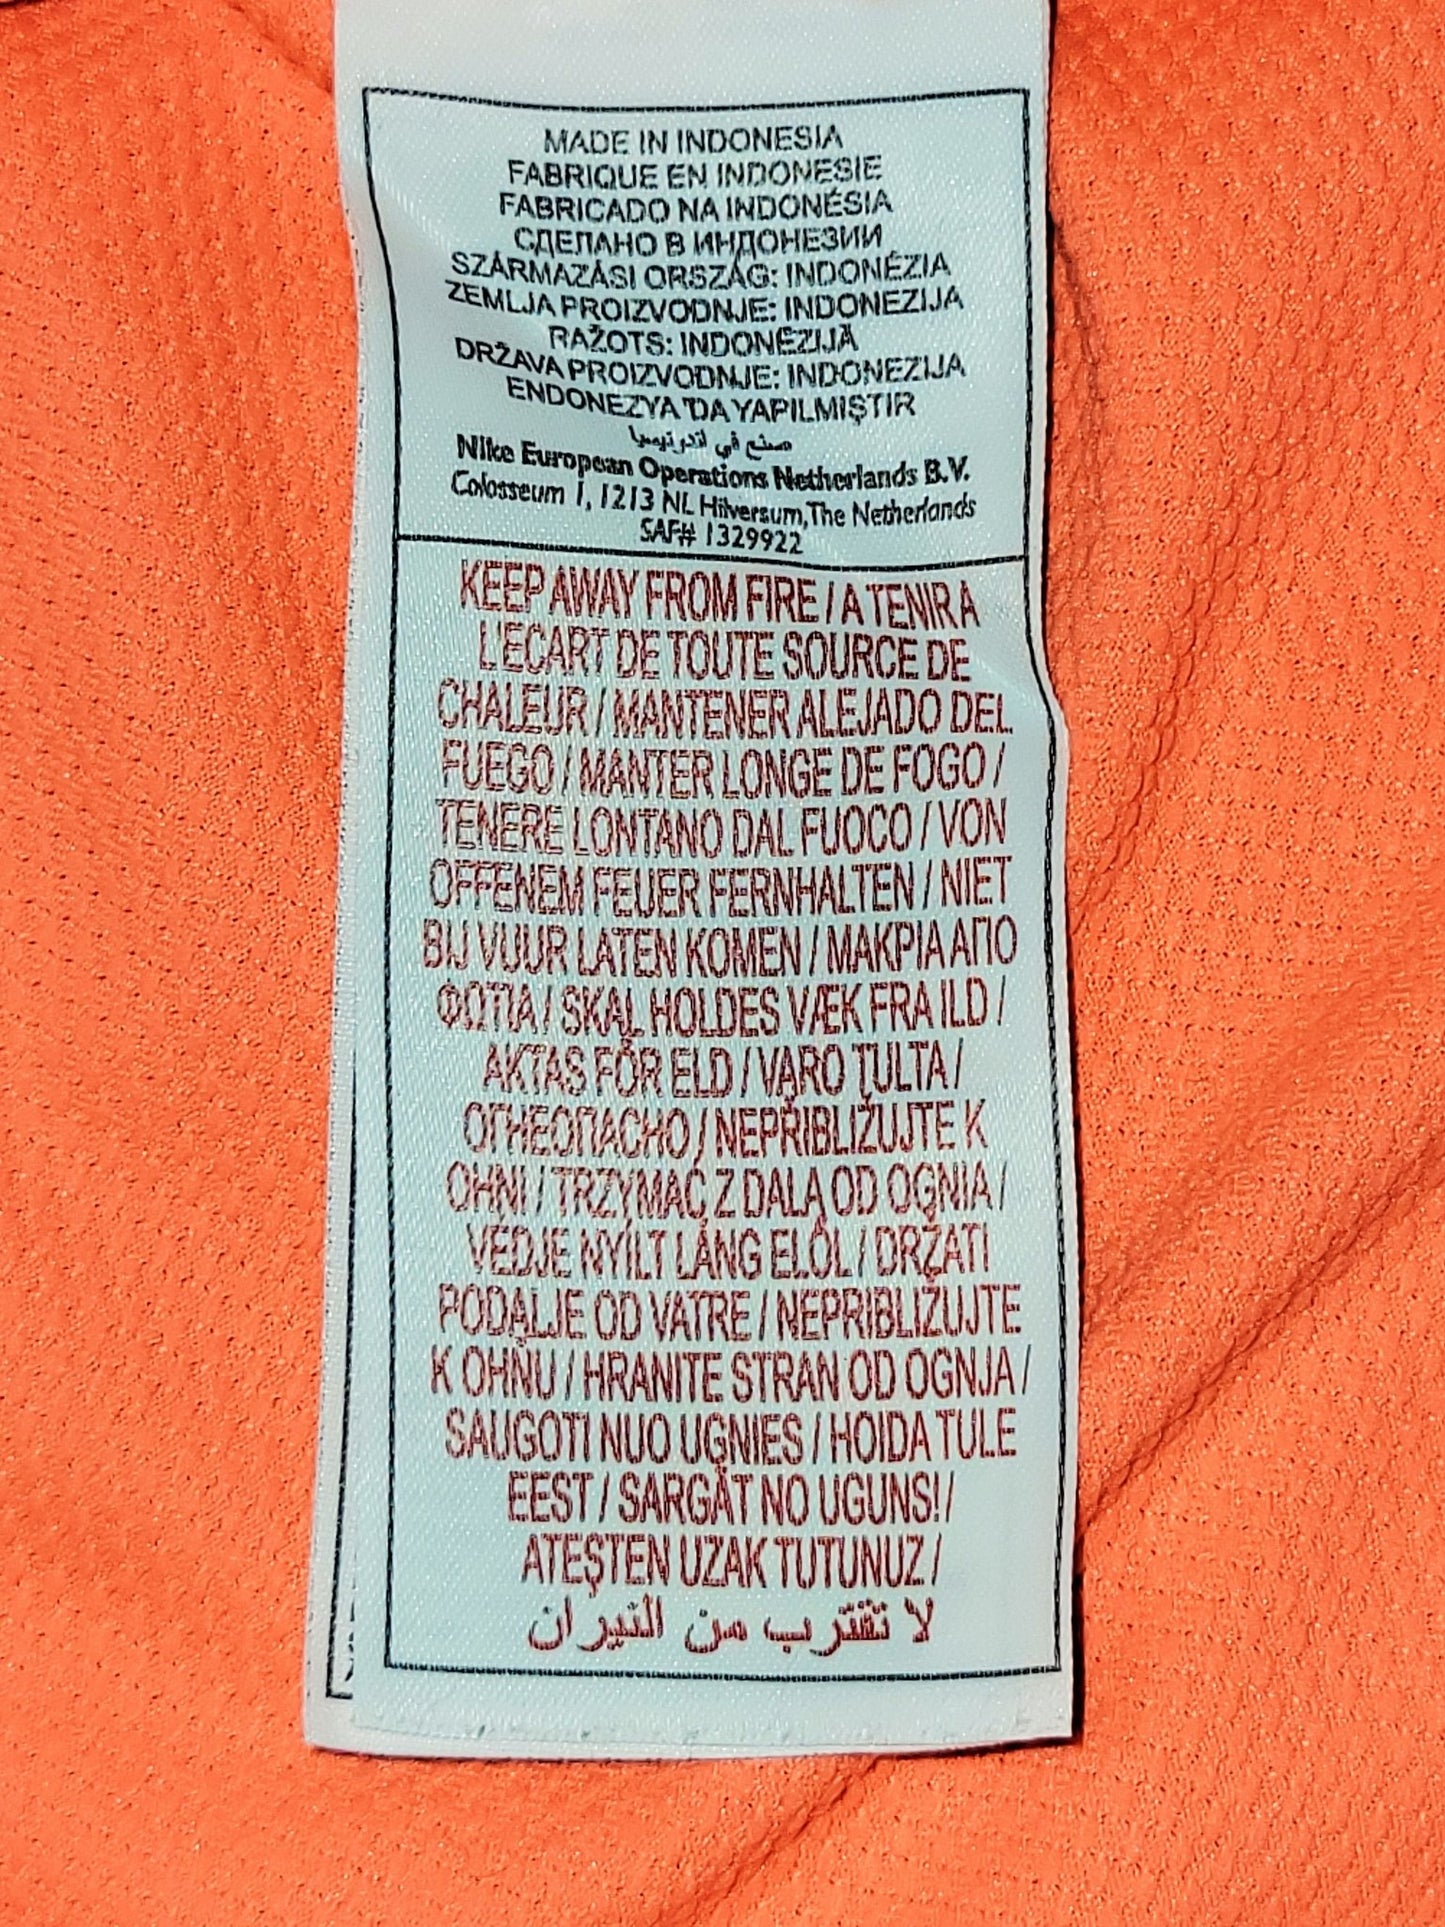 MADE IN INDONESIA
FABRIQUE EN INDONESIE
FABRICADO NA INDONÉSIA
СДЕЛАНО В ИНДОНЕЗИИ
SZÁRMAZÁSI ORSZÁG: INDONÉZIA
ZEMLJA PROIZVODNJE: INDONEZIJA
RAŽOTS: INDONĒZIJĀ
DRŽAVA PROIZVODNJE: INDONEZIJA
ENDONEZYA'DA YAPILMIŞTIR
صنع في اندونيسيا
Nike European Operations Netherlands B.V.
Colosseum 1, 1213 NL Hilversum, The Netherlands
SAF# 1329922
KEEP AWAY FROM FIRE / A TENIR A
L'ECART DE TOUTE SOURCE DE
CHALEUR / MANTENER ALEJADO DEL
FUEGO / MANTER LONGE DE FOGO /
TENERE LONTANO DAL FUOCO / VON
OFFENEM FEUER FERNHALTEN / NIET
BIJ VUUR LATEN KOMEN / ΜΑΚΡΙΑ ΑΠΟ
ΦΩΤΙΑ / SKAL HOLDES VÆK FRA ILD /
AKTAS FÖR ELD / VARO TULTA /
ОГНЕОПАСНО / NEPŘIBLIŽUJTE K
OHNI / TRZYMAĆ Z DALA OD OGNIA /
VEDJE NYÍLT LÁNG ELŐL / DRŽATI
PODALJE OD VATRE / NEPRIBLIŽUJTE
K OHŇU / HRANITE STRAN OD OGNJA /
SAUGOTI NUO UGNIES / HOIDA TULE
EEST / SARGĀT NO UGUNS! /
ATEŞTEN UZAK TUTUNUZ /
لا تقترب من النيران